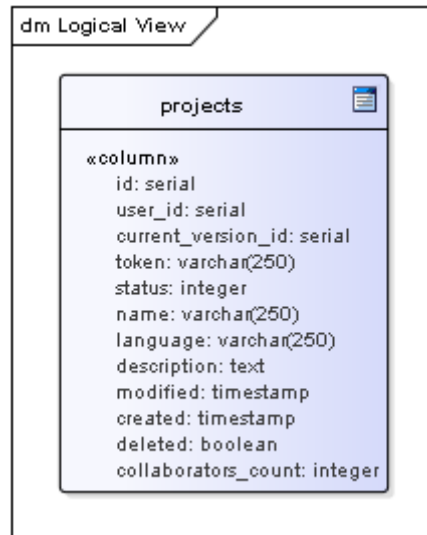 dm Logical View
projects
«column»
id: serial
user_id: serial
current_version_id: serial
token: varchar(250)
status: integer
name: varchar(250)
language: varchar(250)
description: text
modified: timestamp
created: timestamp
deleted: boolean
collaborators_count: integer